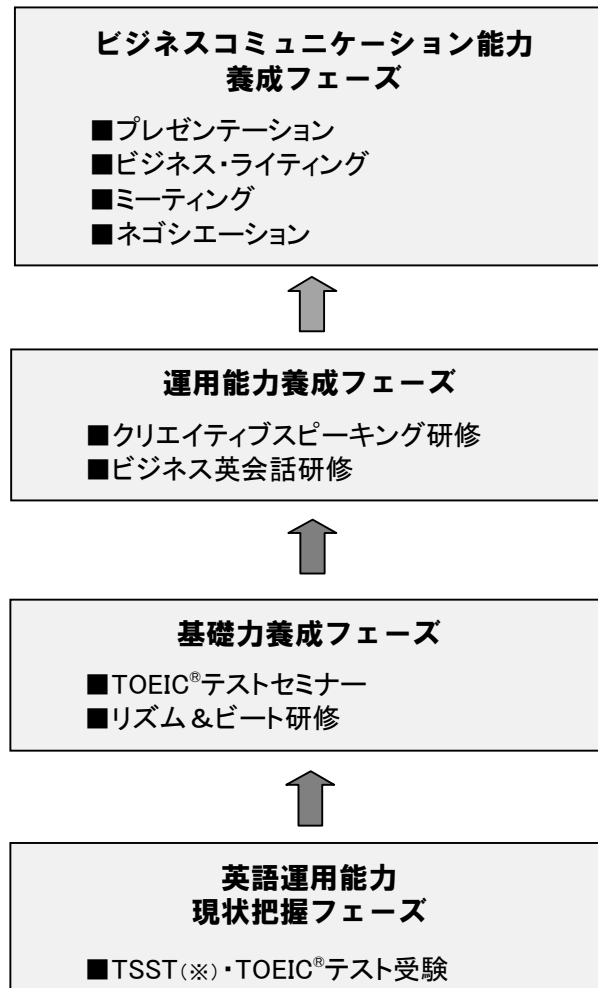 ビジネスコミュニケーション能力
養成フェーズ
■プレゼンテーション
■ビジネス・ライティング
■ミーティング
■ネゴシエーション
運用能力養成フェーズ
■クリエイティブスピーキング研修
■ビジネス英会話研修
基礎力養成フェーズ
■TOEIC®テストセミナー
■リズム＆ビート研修
英語運用能力
現状把握フェーズ
■TSST(※)・TOEIC®テスト受験